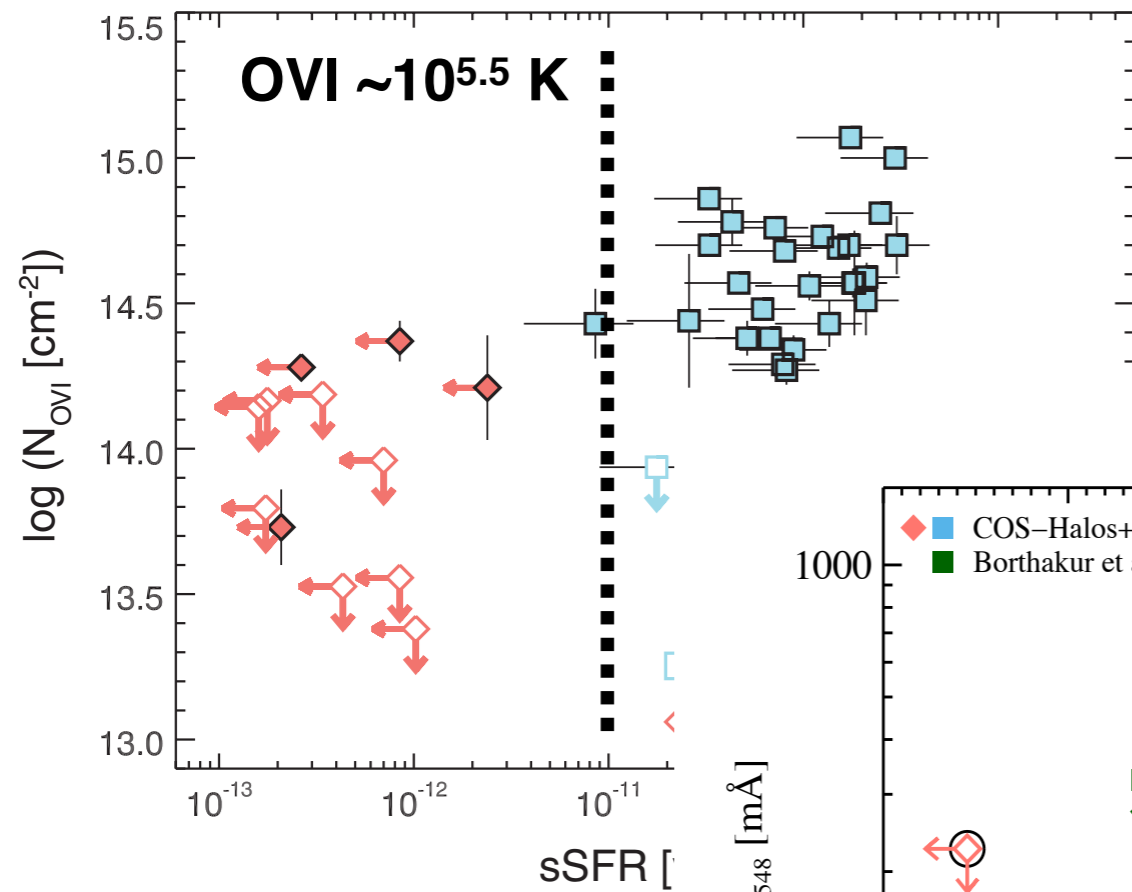 OVI ~10^5.5 K
15.5
15.0
14.5
14.0
13.5
13.0
log (N_OVI [cm^-2])
10^-13
10^-12
10^-11
sSFR [
COS−Halos+
Borthakur et
1000
548 [mÅ]